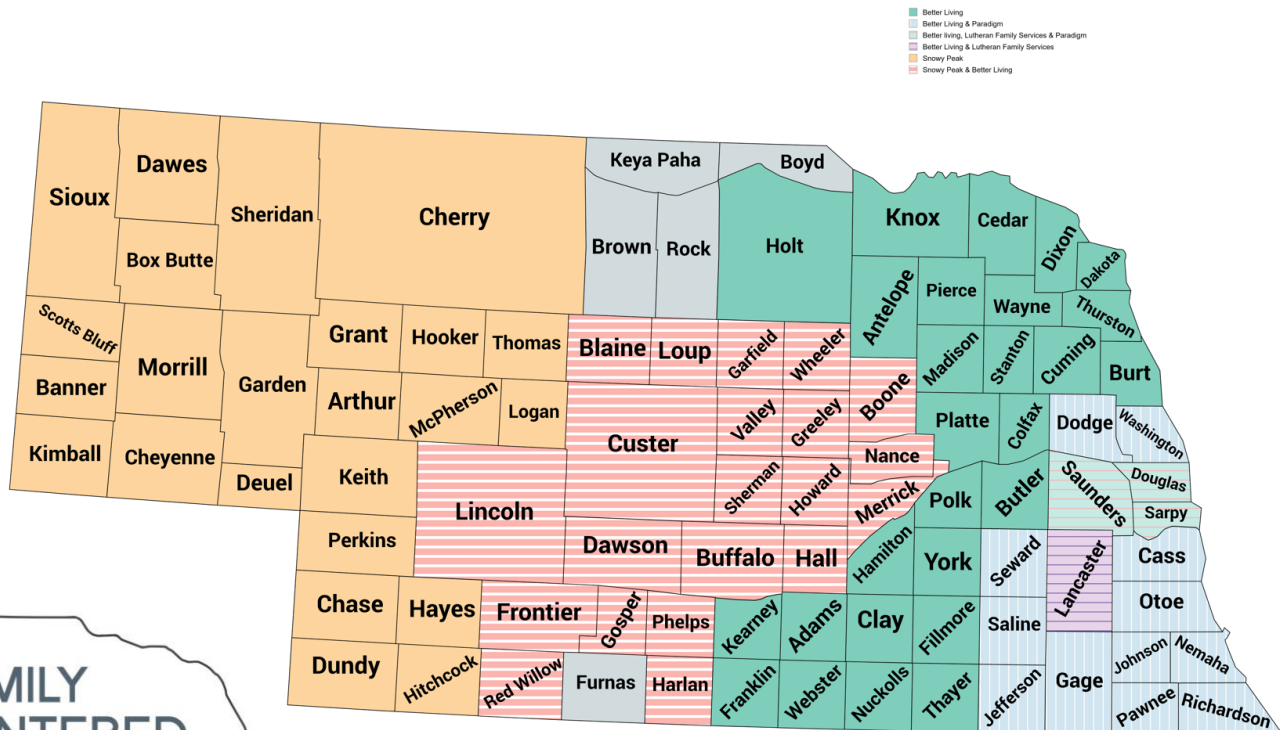 Better Living
Better Living & Paradigm
Better living, Lutheran Family Services & Paradigm
Better Living & Lutheran Family Services
Snowy Peak
Snowy Peak & Better Living
Sioux
Dawes
Box Butte
Sheridan
Cherry
Keya Paha
Boyd
Brown
Rock
Holt
Knox
Cedar
Dixon
Dakota
Scotts Bluff
Banner
Kimball
Morrill
Cheyenne
Garden
Deuel
Grant
Hooker
Thomas
Arthur
McPherson
Logan
Keith
Perkins
Blaine
Loup
Garfield
Wheeler
Antelope
Pierce
Wayne
Thurston
Madison
Stanton
Cuming
Burt
Custer
Valley
Greeley
Boone
Platte
Colfax
Dodge
Washington
Nance
Sherman
Howard
Merrick
Polk
Butler
Saunders
Douglas
Sarpy
Lincoln
Dawson
Buffalo
Hall
Hamilton
York
Seward
Lancaster
Cass
Otoe
Chase
Hayes
Frontier
Gosper
Phelps
Kearney
Adams
Clay
Fillmore
Saline
Dundy
Hitchcock
Red Willow
Furnas
Harlan
Franklin
Webster
Nuckolls
Thayer
Jefferson
Gage
Johnson
Nemaha
Pawnee
Richardson
MILY
NTERED